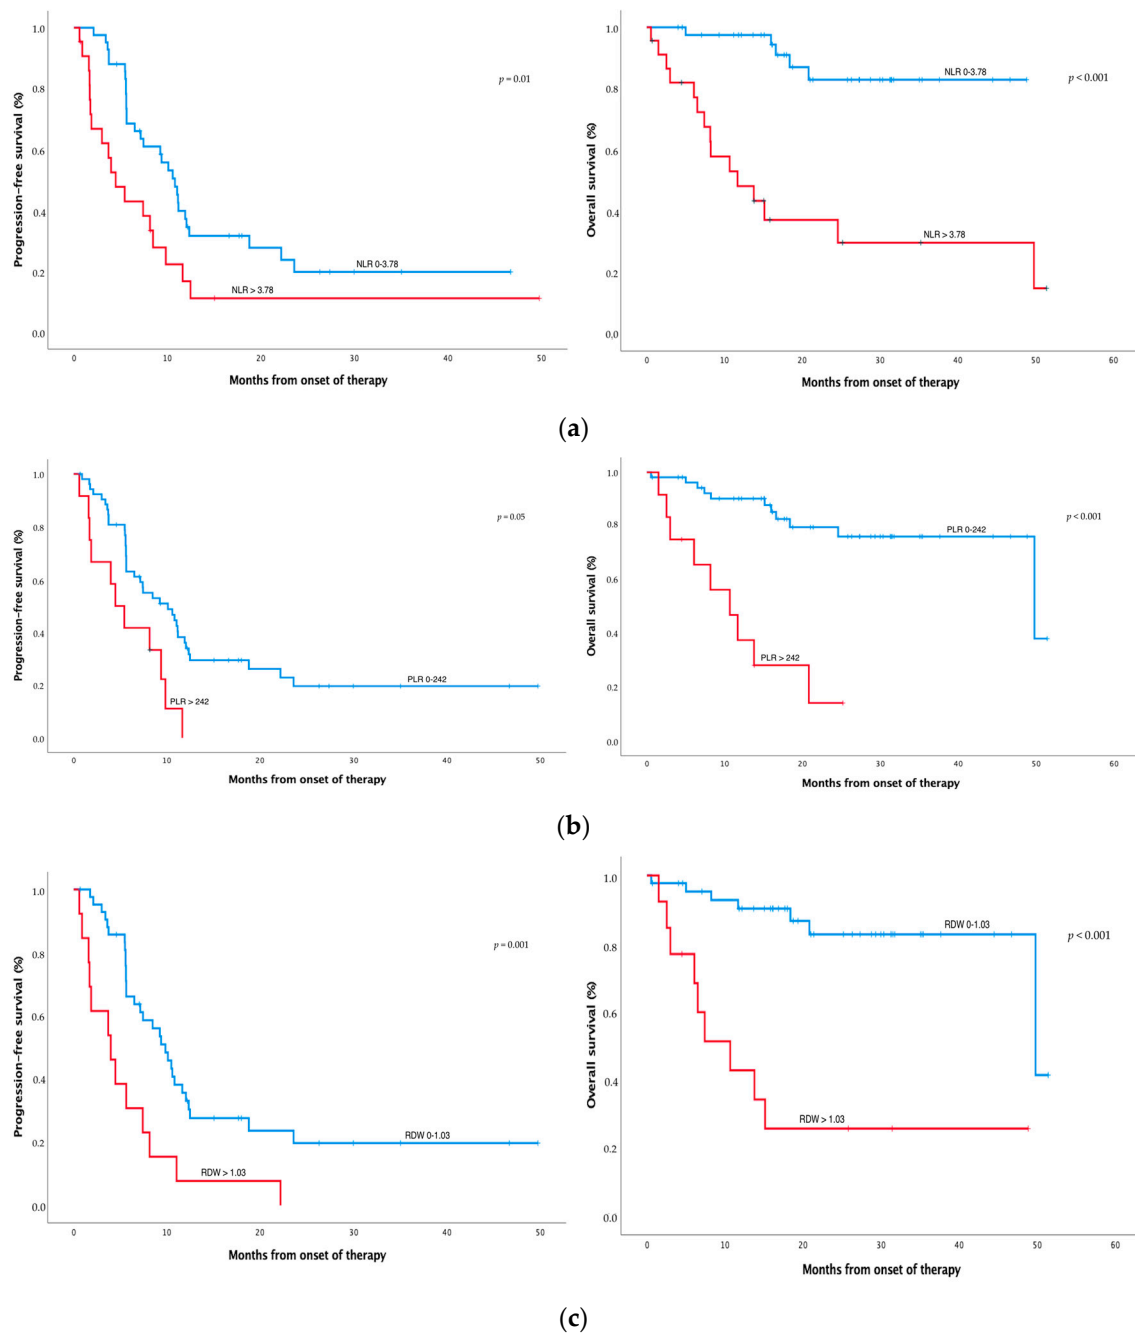 1.0
0.8
0.6
0.4
0.2
0.0
Progression-free survival (%)
p = 0.01
NLR 0-3.78
NLR > 3.78
0 10 20 30 40 50
Months from onset of therapy
1.0
0.8
0.6
0.4
0.2
0.0
Overall survival (%)
NLR 0-3.78
p < 0.001
NLR > 3.78
0 10 20 30 40 50 60
Months from onset of therapy
(a)
1.0
0.8
0.6
0.4
0.2
0.0
Progression-free survival (%)
p = 0.05
PLR 0-242
PLR > 242
0 10 20 30 40 50
Months from onset of therapy
1.0
0.8
0.6
0.4
0.2
0.0
Overall survival (%)
p < 0.001
PLR 0-242
PLR > 242
0 10 20 30 40 50 60
Months from onset of therapy
(b)
1.0
0.8
0.6
0.4
0.2
0.0
Progression-free survival (%)
p = 0.001
RDW 0-1.03
RDW > 1.03
0 10 20 30 40 50
Months from onset of therapy
1.0
0.8
0.6
0.4
0.2
0.0
Overall survival (%)
RDW 0-1.03
p < 0.001
RDW > 1.03
0 10 20 30 40 50 60
Months from onset of therapy
(c)